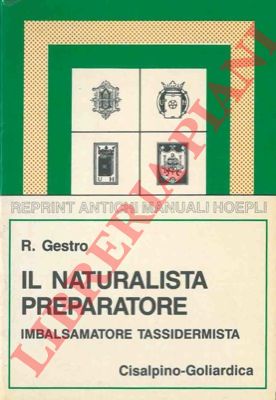 REPRINT ANTICHI MANUALI HOEPLI
R. Gestro
IL NATURALISTA
PREPARATORE
IMBALSAMATORE TASSIDERMISTA
Cisalpino-Goliardica
LIBRERIA PIANI